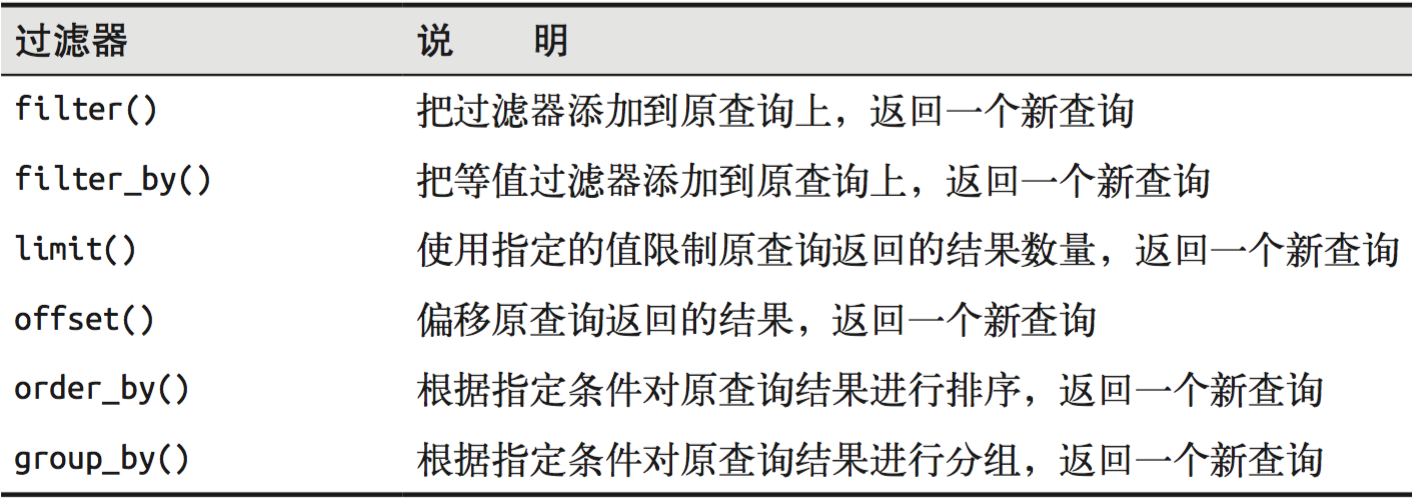 过滤器 说 明
filter() 把过滤器添加到原查询上，返回一个新查询
filter_by() 把等值过滤器添加到原查询上，返回一个新查询
limit() 使用指定的值限制原查询返回的结果数量，返回一个新查询
offset() 偏移原查询返回的结果，返回一个新查询
order_by() 根据指定条件对原查询结果进行排序，返回一个新查询
group_by() 根据指定条件对原查询结果进行分组，返回一个新查询